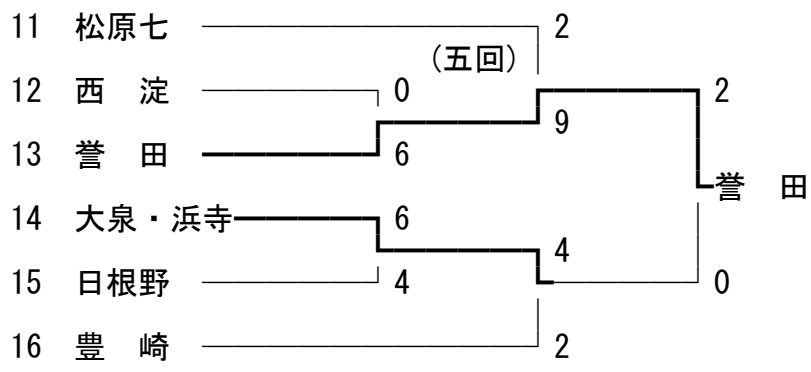 11 松原七 2
(五回)
12 西 淀 0 2
9
13 誉 田 6
誉 田
14 大泉・浜寺 6
4
15 日根野 4 0
16 豊 崎 2